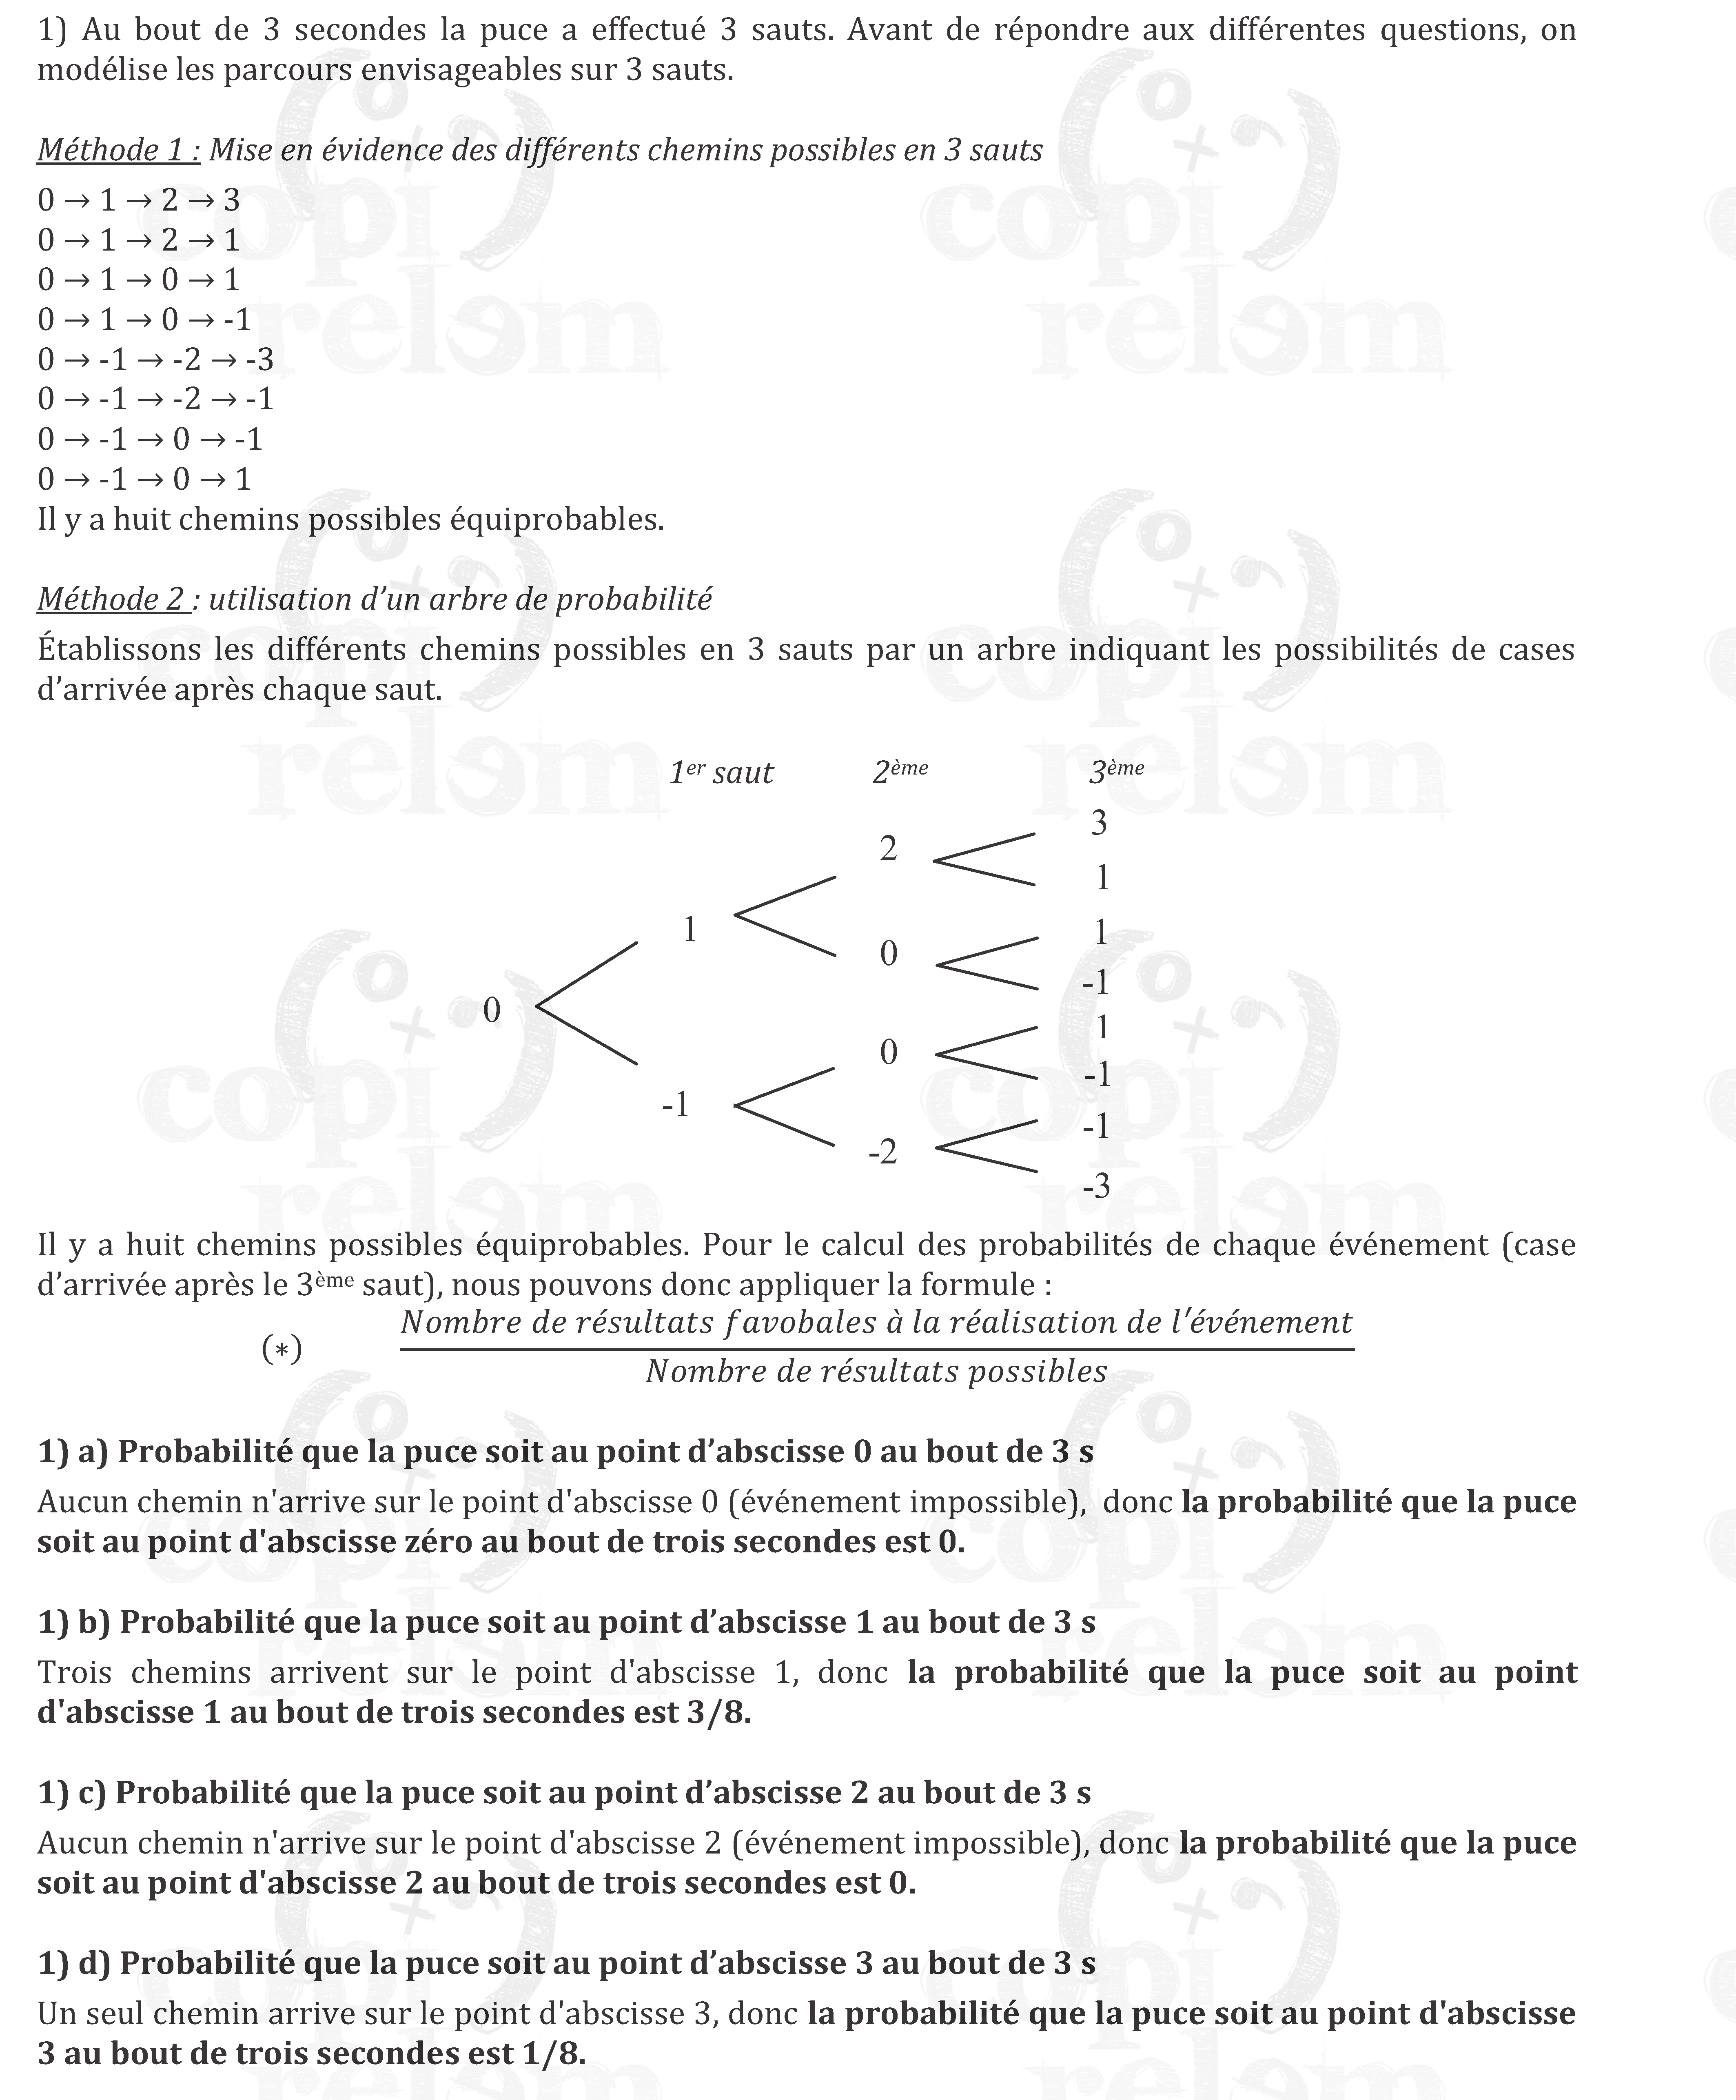 1) Au bout de 3 secondes la puce a effectué 3 sauts. Avant de répondre aux différentes questions, on
modélise les parcours envisageables sur 3 sauts.
Méthode 1 : Mise en évidence des différents chemins possibles en 3 sauts
0 → 1 → 2 → 3
0 → 1 → 2 → 1
0 → 1 → 0 → 1
0 → 1 → 0 → -1
0 → -1 → -2 → -3
0 → -1 → -2 → -1
0 → -1 → 0 → -1
0 → -1 → 0 → 1
Il y a huit chemins possibles équiprobables.
Méthode 2 : utilisation d’un arbre de probabilité
Établissons les différents chemins possibles en 3 sauts par un arbre indiquant les possibilités de cases
d’arrivée après chaque saut.
1er saut 2ème 3ème
3
2
1
1
1
0
-1
0
1
0
-1
-1
-1
-2
-3
Il y a huit chemins possibles équiprobables. Pour le calcul des probabilités de chaque événement (case
d’arrivée après le 3ème saut), nous pouvons donc appliquer la formule :
Nombre de résultats favobales à la réalisation de l'événement
(∗)
Nombre de résultats possibles
1) a) Probabilité que la puce soit au point d’abscisse 0 au bout de 3 s
Aucun chemin n'arrive sur le point d'abscisse 0 (événement impossible), donc la probabilité que la puce
soit au point d'abscisse zéro au bout de trois secondes est 0.
1) b) Probabilité que la puce soit au point d’abscisse 1 au bout de 3 s
Trois chemins arrivent sur le point d'abscisse 1, donc la probabilité que la puce soit au point
d'abscisse 1 au bout de trois secondes est 3/8.
1) c) Probabilité que la puce soit au point d’abscisse 2 au bout de 3 s
Aucun chemin n'arrive sur le point d'abscisse 2 (événement impossible), donc la probabilité que la puce
soit au point d'abscisse 2 au bout de trois secondes est 0.
1) d) Probabilité que la puce soit au point d’abscisse 3 au bout de 3 s
Un seul chemin arrive sur le point d'abscisse 3, donc la probabilité que la puce soit au point d'abscisse
3 au bout de trois secondes est 1/8.